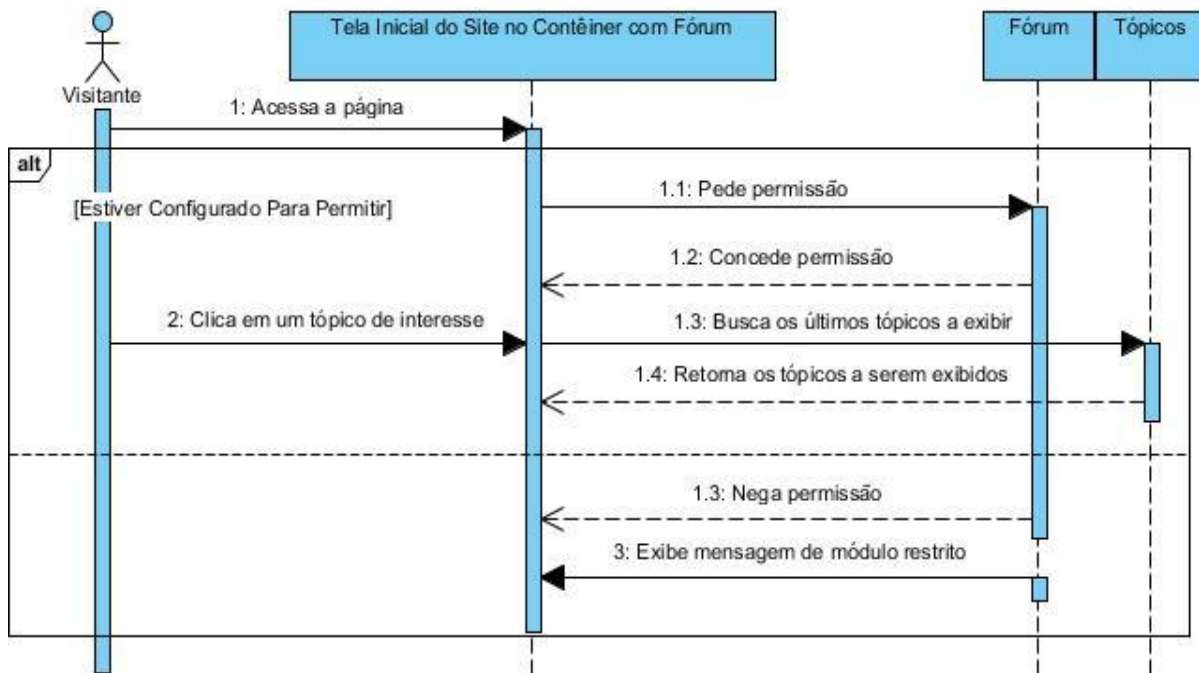 Tela Inicial do Site no Contêiner com Fórum
Fórum
Tópicos
Visitante
1: Acessa a página
alt
[Estiver Configurado Para Permitir]
1.1: Pede permissão
1.2: Concede permissão
2: Clica em um tópico de interesse
1.3: Busca os últimos tópicos a exibir
1.4: Retorna os tópicos a serem exibidos
1.3: Nega permissão
3: Exibe mensagem de módulo restrito